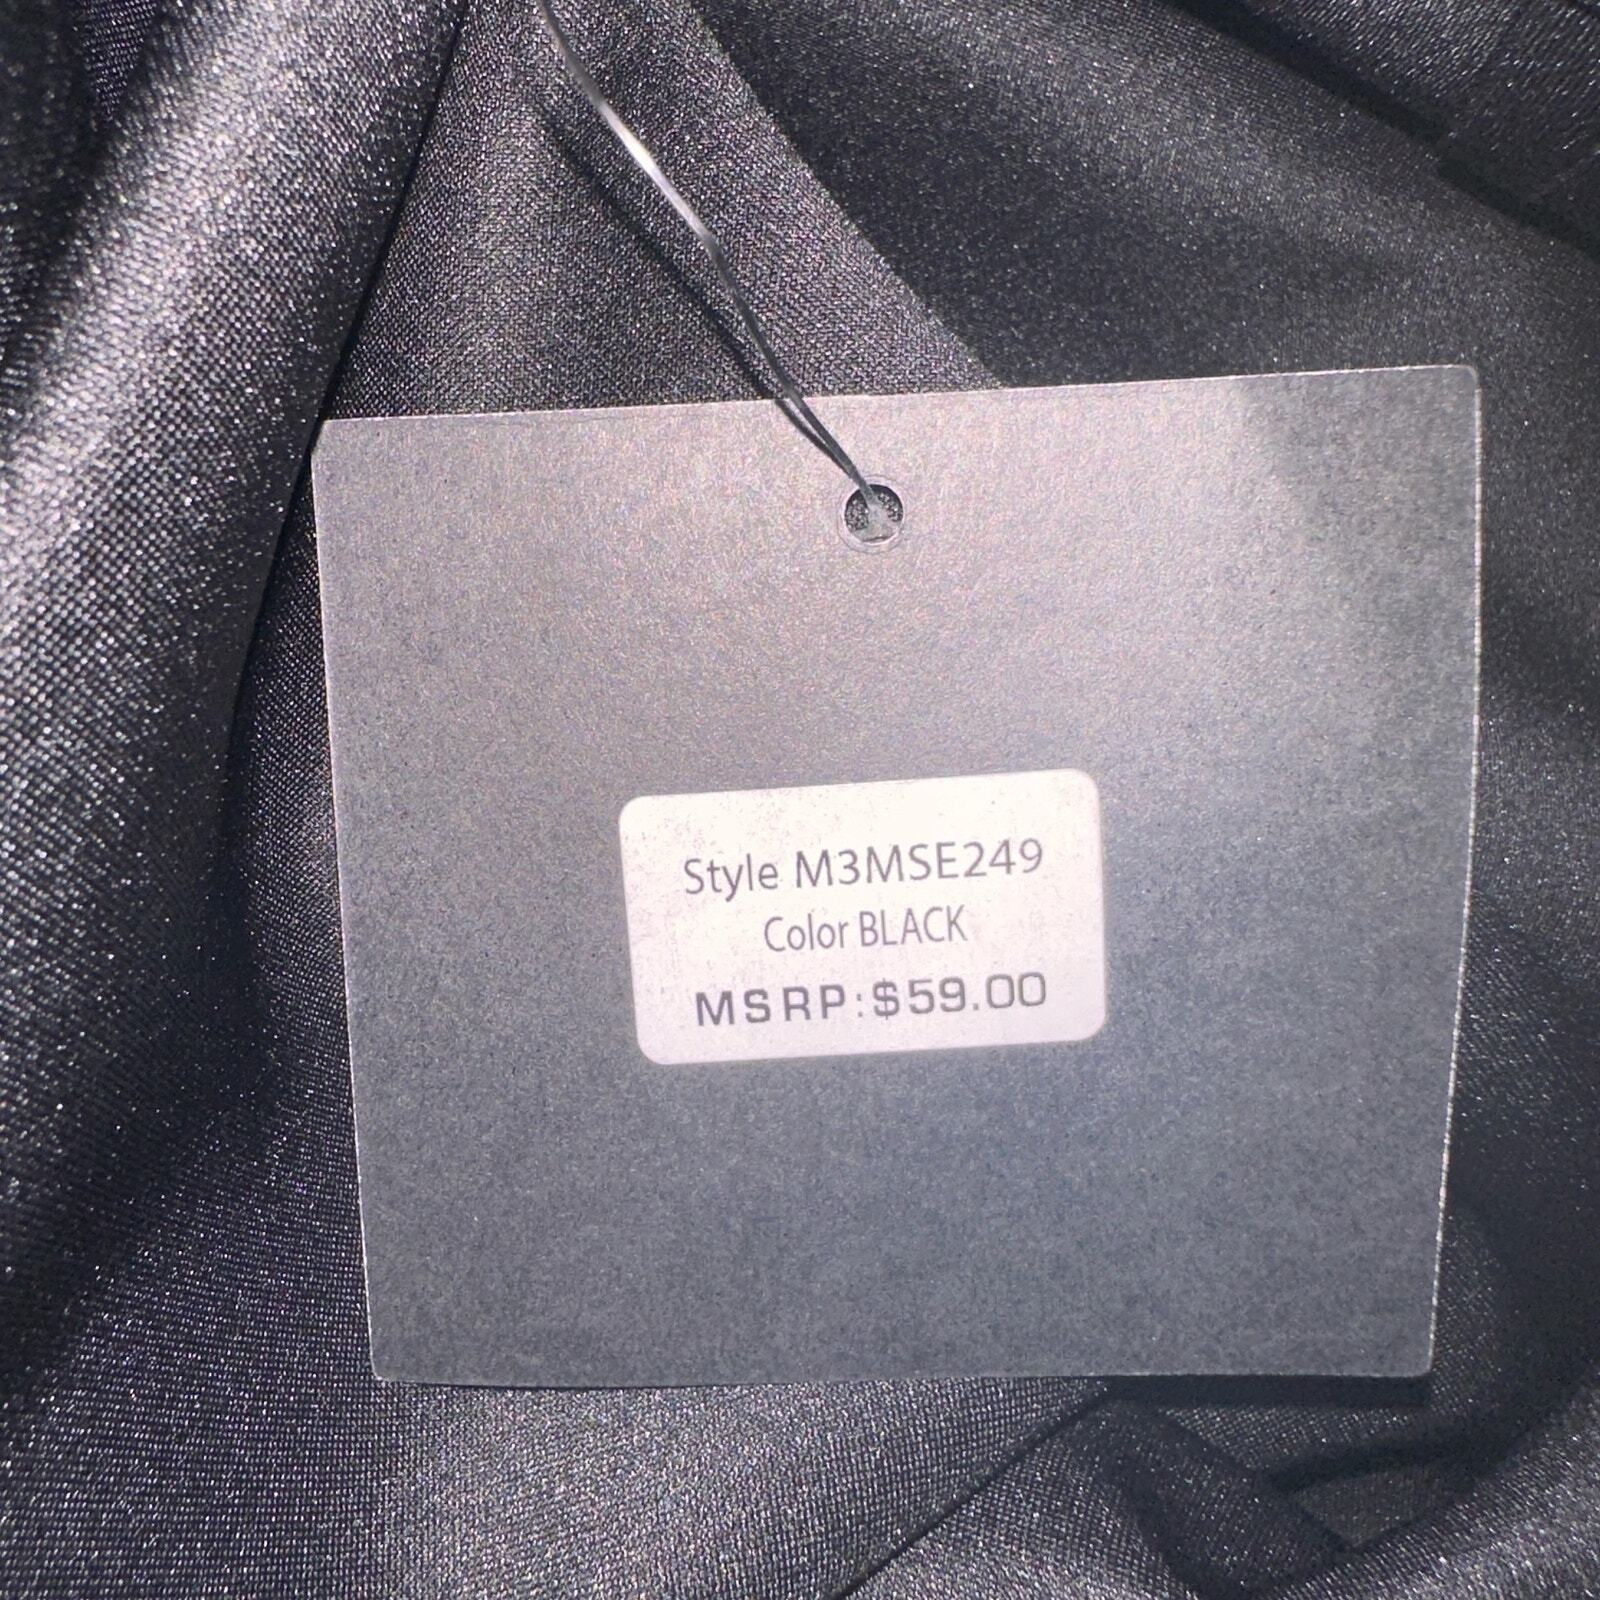 Style M3MSE249
Color BLACK
MSRP:$59.00